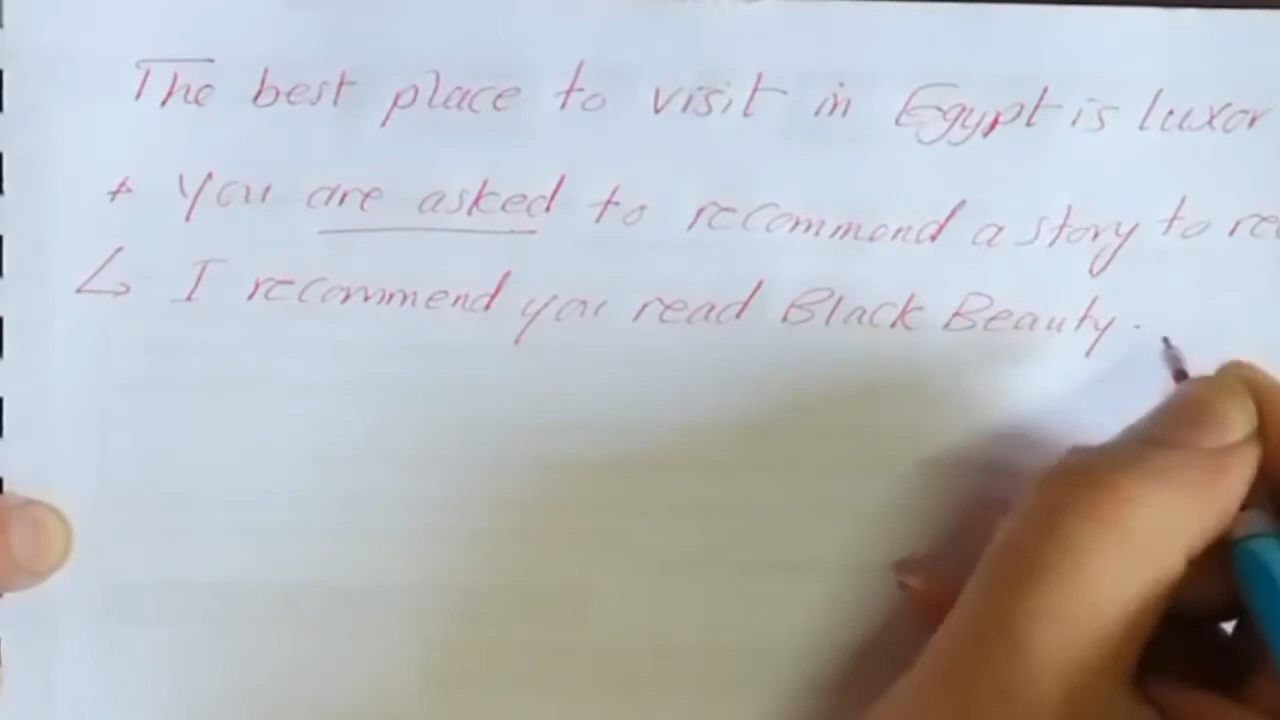 The best place to visit in Egypt is luxor
+ You are asked to recommend a story to re
↳ I recommend you read Black Beauty.